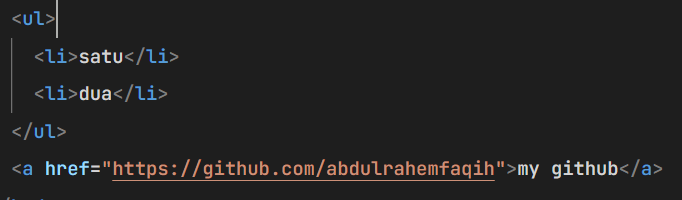 <ul>
<li>satu</li>
<li>dua</li>
</ul>
<a href="https://github.com/abdulrahemfaqih">my github</a>